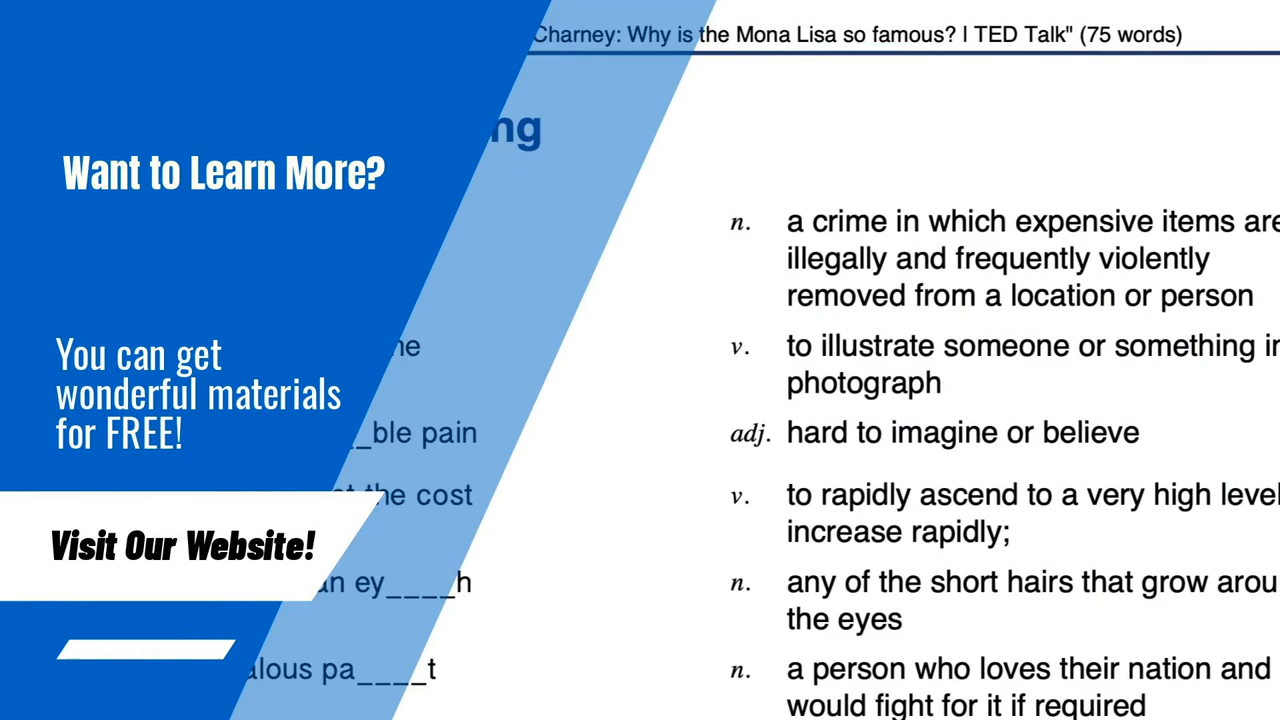 Charney: Why is the Mona Lisa so famous? | TED Talk" (75 words)
ng
Want to Learn More?
You can get
wonderful materials
for FREE!
Visit Our Website!
he
_ble pain
the cost
an ey____h
alous pa____t
n. a crime in which expensive items are
illegally and frequently violently
removed from a location or person
v. to illustrate someone or something in
photograph
adj. hard to imagine or believe
v. to rapidly ascend to a very high level
increase rapidly;
n. any of the short hairs that grow arou
the eyes
n. a person who loves their nation and
would fight for it if required